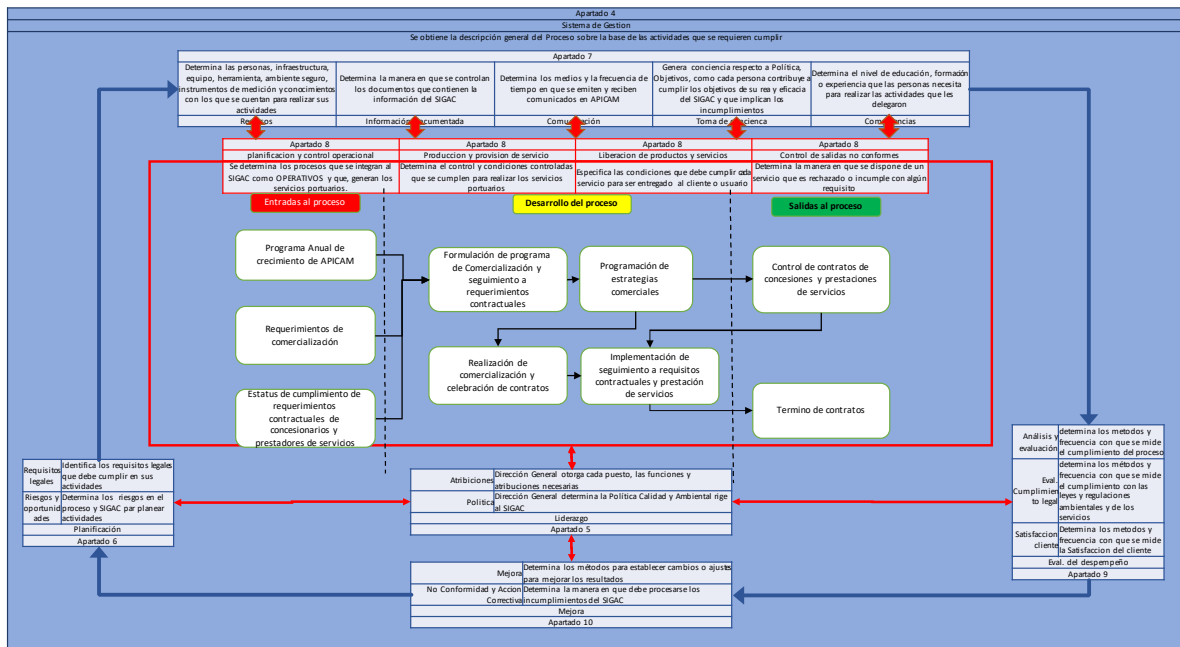 Apartado 4
Sistema de Gestion
Se obtiene la descripción general del Proceso sobre la base de las actividades que se requieren cumplir
Apartado 7
Determina las personas, infraestructura,
equipo, herramienta, ambiente seguro,
instrumentos de medición y conocimientos
con los que se cuentan para realizar sus
actividades
Determina la manera en que se controlan
los documentos que contienen la
información del SIGAC
Determina los medios y la frecuencia de
tiempo en que se emiten y reciben
comunicados en APICAM
Genera conciencia respecto a Política,
Objetivos, como cada persona contribuye a
cumplir los objetivos de su rea y eficacia
del SIGAC y que implican los
incumplimientos
Determina el nivel de educación, formación
o experiencia que las personas necesita
para realizar las actividades que les
delegaron
Toma de
Apartado 8
planificacion y control operacional
Se determina los procesos que se integran al
SIGAC como OPERATIVOS y que, generan los
servicios portuarios.
Apartado 8
Produccion y provision de servicio
Determina el control y condiciones controladas
que se cumplen para realizar los servicios
portuarios
Apartado 8
Liberacion de productos y servicios
Especifica las condiciones que debe cumplir cada
servicio para ser entregado al cliente o usuario
Apartado 8
Control de salidas no conformes
Determina la manera en que se dispone de un
servicio que es rechazado o incumple con algún
requisito
Entradas al proceso
Desarrollo del proceso
Salidas al proceso
Programa Anual de
crecimiento de APICAM
Formulación de programa
de Comercialización y
seguimiento a
requerimientos
contractuales
Programación de
estrategias
comerciales
Control de contratos de
concesiones y prestaciones
de servicios
Requerimientos de
comercialización
Realización de
comercialización y
celebración de contratos
Implementación de
seguimiento a requisitos
contractuales y prestación
de servicios
Estatus de cumplimiento de
requerimientos
contractuales de
concesionarios y
prestadores de servicios
Termino de contratos
Requisitos
legales
Identifica los requisitos legales
que debe cumplir en sus
actividades
Riesgos y
oportunid
ades
Determina los riesgos en el
proceso y SIGAC par planear
actividades
Planificación
Apartado 6
Atribiciones
Dirección General otorga cada puesto, las funciones y
atribuciones necesarias
Politica
Dirección General determina la Política Calidad y Ambiental rige
al SIGAC
Liderazgo
Apartado 5
Análisis y
evaluación
determina los metodos y
frecuencia con que se mide
el cumplimiento del proceso
Eval.
Cumplimien
to legal
determina los métodos y
frecuencia con que se mide
el cumplimiento con las
leyes y regulaciones
ambientales y de los
servicios
Satisfaccion
cliente
Determina los metodos y
frecuencia con que se mide
la Satisfaccion del cliente
Eval. del despempeño
Apartado 9
Mejora
Determina los métodos para establecer cambios o ajustes
para mejorar los resultados
No Conformidad y Accion
Correctiva
Determina la manera en que debe procesarse los
incumplimientos del SIGAC
Mejora
Apartado 10